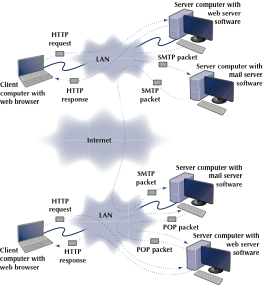 Server computer with
web server
software
HTTP
request
LAN
SMTP packet
Server computer with
mail server
software
Client
computer with
web browser
HTTP
response
SMTP
packet
Internet
Server computer with
mail server
software
SMTP
packet
HTTP
request
LAN
POP packet
Server computer with
web server
software
Client
computer with
web browser
HTTP
response
POP packet